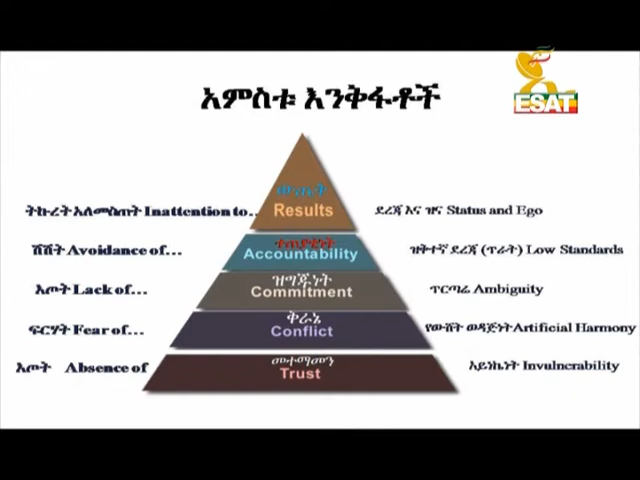 አምስቱ እንቅፋቶች
ESAT
ውጤት
ትኩረት አለመስጠት Inattention to... Results ደረጃ እና ዝና Status and Ego
ተጠያቂነት
ሽሽት Avoidance of... Accountability ዝቅተኛ ደረጃ (ጥራት) Low Standards
ዝግጁነት
እጦት Lack of... Commitment ጥርጣሬ Ambiguity
ቅራኔ
ፍርሃት Fear of... Conflict የውሸት ወዳጅነት Artificial Harmony
መተማመን
እጦት Absence of Trust አይነኬነት Invulnerability